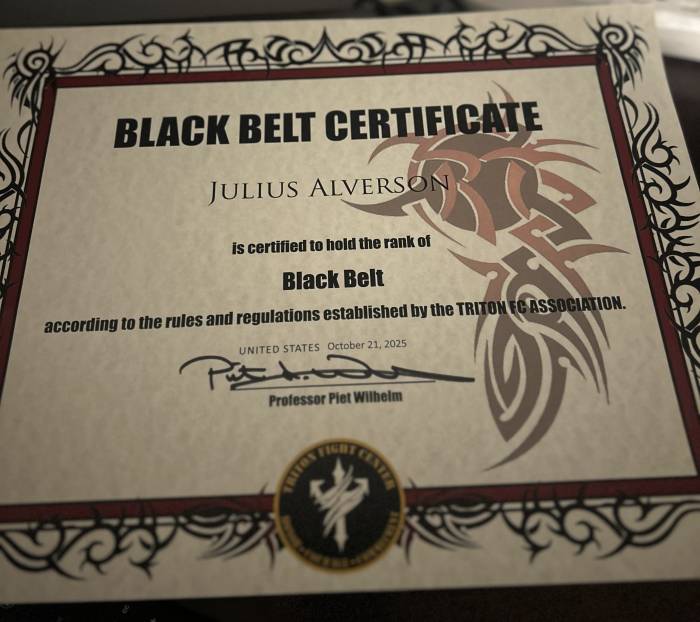 BLACK BELT CERTIFICATE
JULIUS ALVERSON
is certified to hold the rank of
Black Belt
according to the rules and regulations established by the TRITON FC ASSOCIATION.
UNITED STATES October 21, 2025
Professor Piet Wilhelm
TRITON FIGHT CENTER